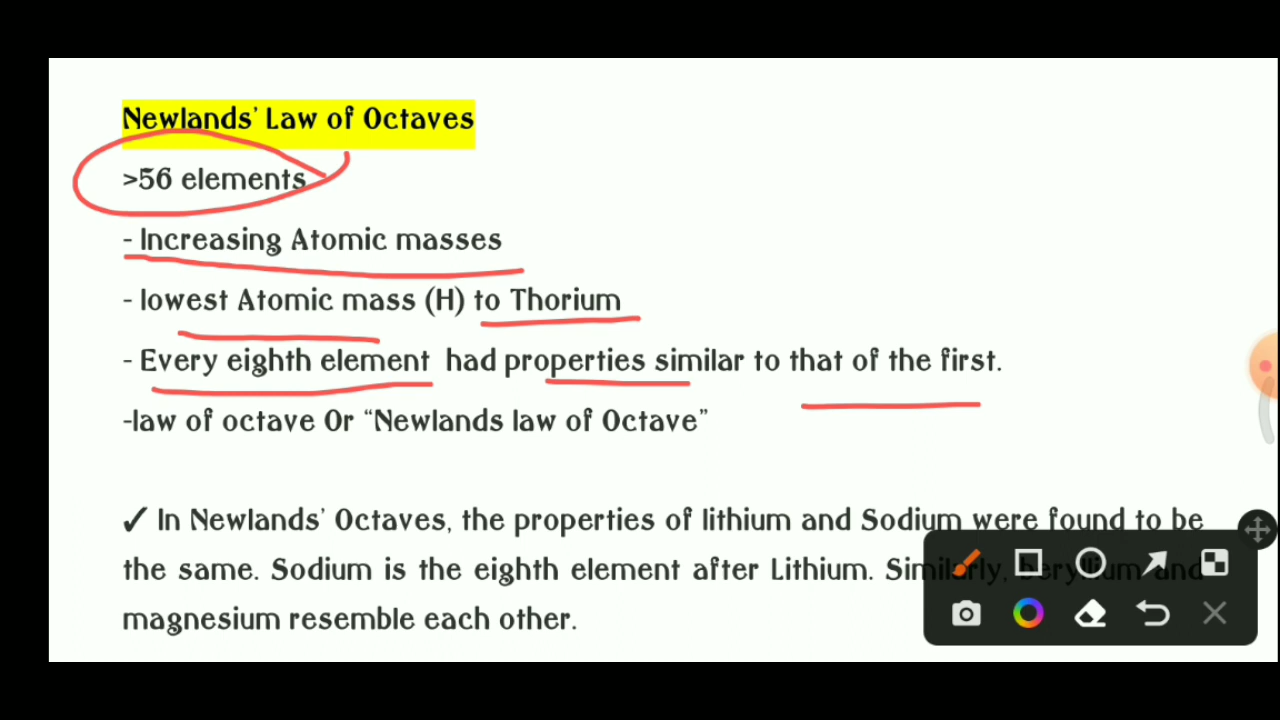 Newlands' Law of Octaves
>56 elements
- Increasing Atomic masses
- lowest Atomic mass (H) to Thorium
- Every eighth element had properties similar to that of the first.
-law of octave Or “Newlands law of Octave”
✓ In Newlands' Octaves, the properties of lithium and Sodium were found to be
the same. Sodium is the eighth element after Lithium. Similarly, beryllium and
magnesium resemble each other.